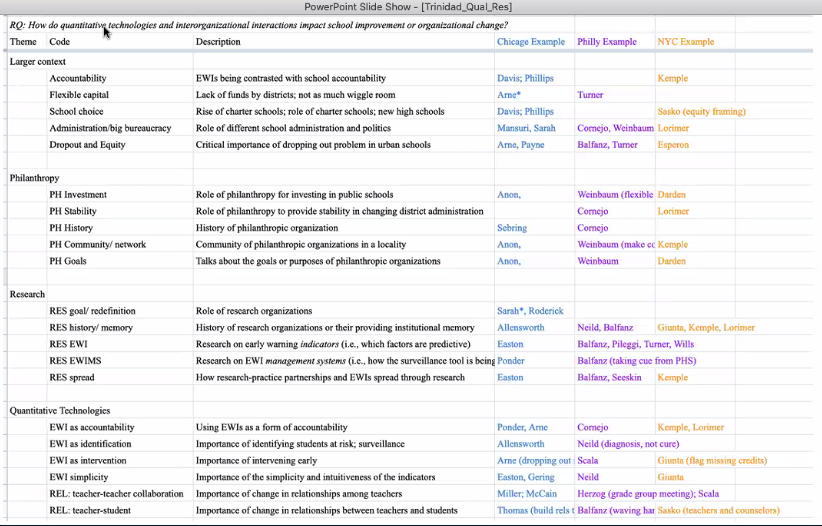 PowerPoint Slide Show - [Trinidad_Qual_Res]
RQ: How do quantitative technologies and interorganizational interactions impact school improvement or organizational change?
Theme Code Description Chicago Example Philly Example NYC Example
Larger context
Accountability EWIs being contrasted with school accountability Davis; Phillips Kemple
Flexible capital Lack of funds by districts; not as much wiggle room Arne* Turner
School choice Rise of charter schools; role of charter schools; new high schools Davis; Phillips Sasko (equity framing)
Administration/big bureaucracy Role of different school administration and politics Mansuri, Sarah Cornejo, Weinbaum Lorimer
Dropout and Equity Critical importance of dropping out problem in urban schools Arne, Payne Balfanz, Turner Esperon
Philanthropy
PH Investment Role of philanthropy for investing in public schools Anon, Weinbaum (flexible Darden
PH Stability Role of philanthropy to provide stability in changing district administration Cornejo Lorimer
PH History History of philanthropic organization Sebring Cornejo
PH Community/ network Community of philanthropic organizations in a locality Anon, Weinbaum (make cc Kemple
PH Goals Talks about the goals or purposes of philanthropic organizations Anon, Weinbaum Darden
Research
RES goal/ redefinition Role of research organizations Sarah*, Roderick
RES history/ memory History of research organizations or their providing institutional memory Allensworth Neild, Balfanz Giunta, Kemple, Lorimer
RES EWI Research on early warning indicators (i.e., which factors are predictive) Easton Balfanz, Pileggi, Turner, Wills
RES EWIMS Research on EWI management systems (i.e., how the surveillance tool is being Ponder Balfanz (taking cue from PHS)
RES spread How research-practice partnerships and EWIs spread through research Easton Balfanz, Seeskin Kemple
Quantitative Technologies
EWI as accountability Using EWIs as a form of accountability Ponder, Arne Cornejo Kemple, Lorimer
EWI as identification Importance of identifying students at risk; surveillance Allensworth Neild (diagnosis, not cure)
EWI as intervention Importance of intervening early Arne (dropping out Scala Giunta (flag missing credits)
EWI simplicity Importance of the simplicity and intuitiveness of the indicators Easton, Gering Neild Giunta
REL: teacher-teacher collaboration Importance of change in relationships among teachers Miller; McCain Herzog (grade group meeting); Scala
REL: teacher-student Importance of change in relationships between teachers and students Thomas (build rels t Balfanz (waving har Sasko (teachers and counselors)